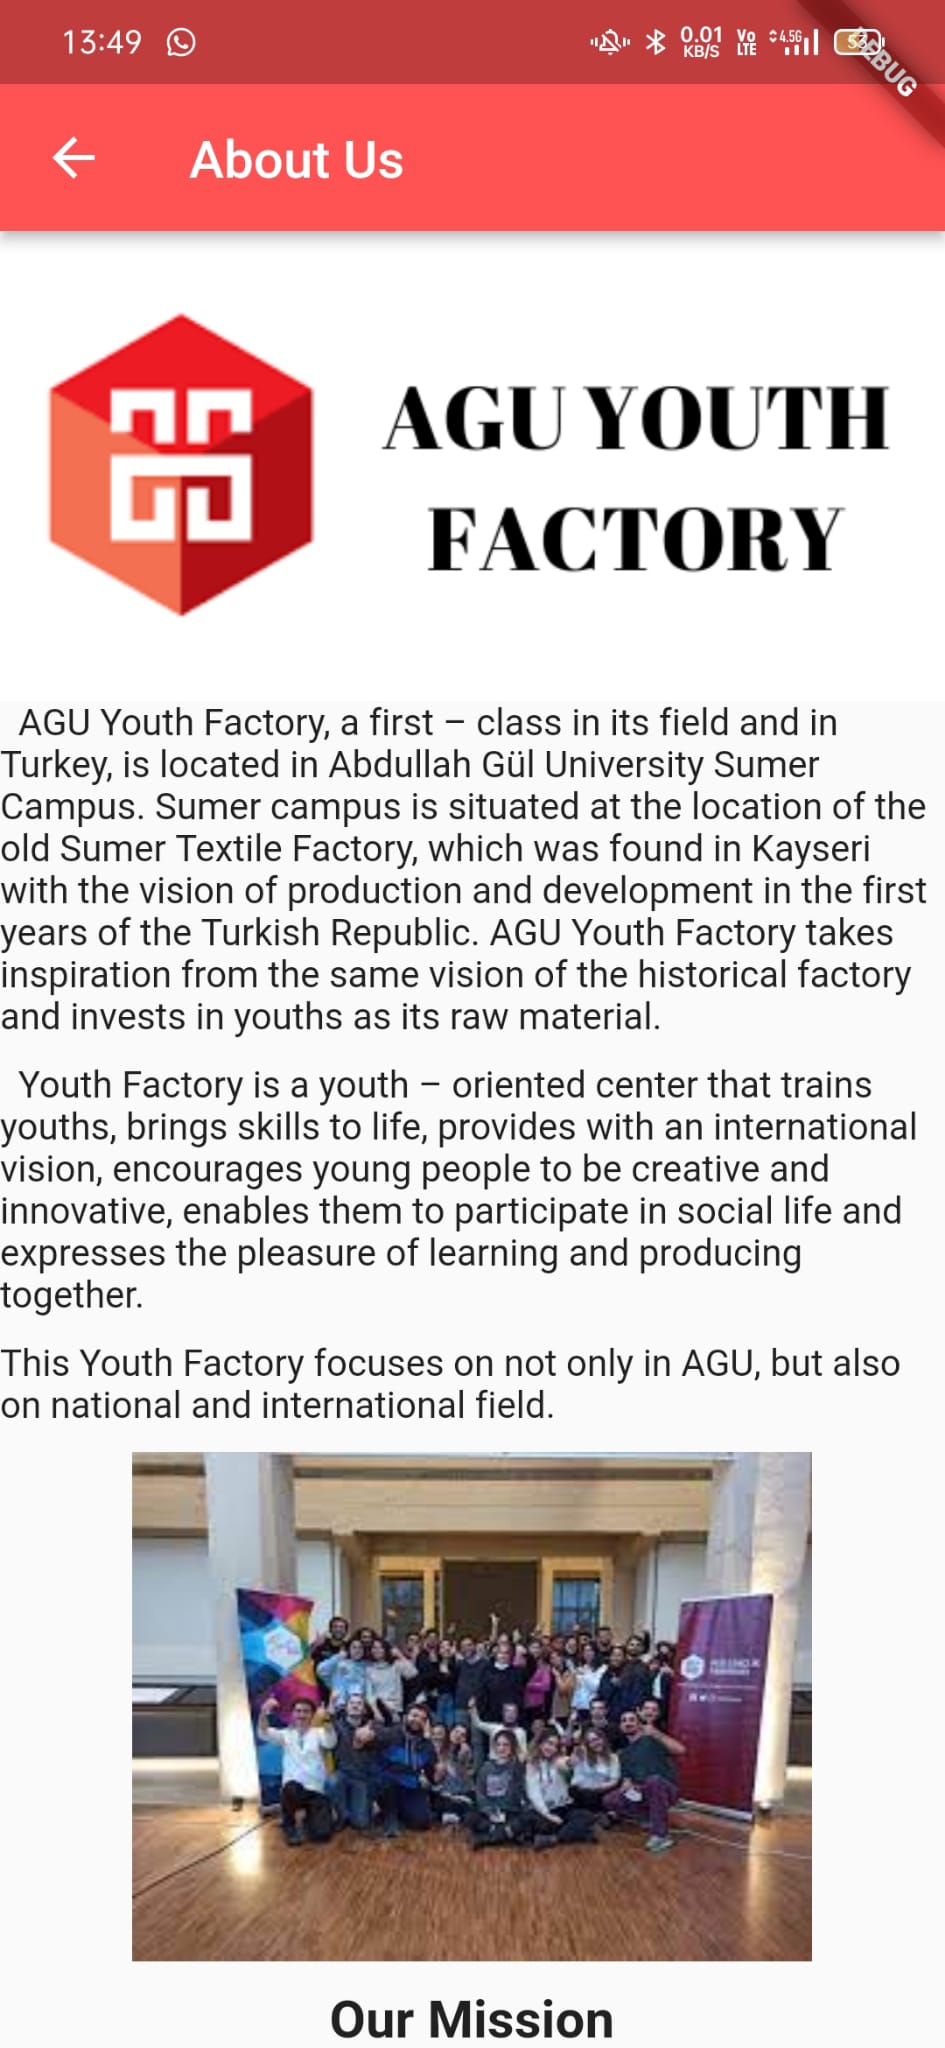 13:49
0.01
KB/S
Vo
LTE
4.5G
DEBUG
About Us
AGU YOUTH
FACTORY
AGU Youth Factory, a first – class in its field and in
Turkey, is located in Abdullah Gül University Sumer
Campus. Sumer campus is situated at the location of the
old Sumer Textile Factory, which was found in Kayseri
with the vision of production and development in the first
years of the Turkish Republic. AGU Youth Factory takes
inspiration from the same vision of the historical factory
and invests in youths as its raw material.
Youth Factory is a youth – oriented center that trains
youths, brings skills to life, provides with an international
vision, encourages young people to be creative and
innovative, enables them to participate in social life and
expresses the pleasure of learning and producing
together.
This Youth Factory focuses on not only in AGU, but also
on national and international field.
Our Mission